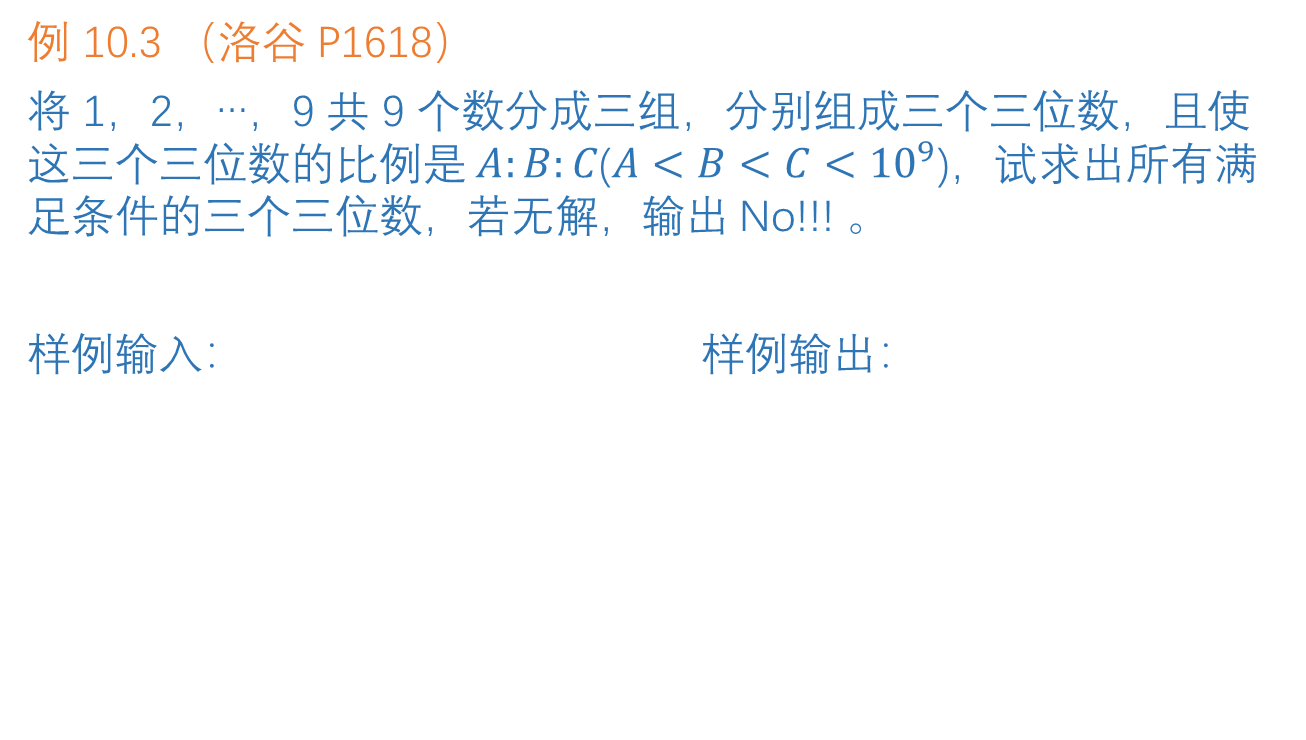 例 10.3 （洛谷 P1618）
将 1，2，⋯，9 共 9 个数分成三组，分别组成三个三位数，且使
这三个三位数的比例是 A:B:C(A < B < C < 10⁹)，试求出所有满
足条件的三个三位数，若无解，输出 No!!! 。
样例输入： 样例输出：